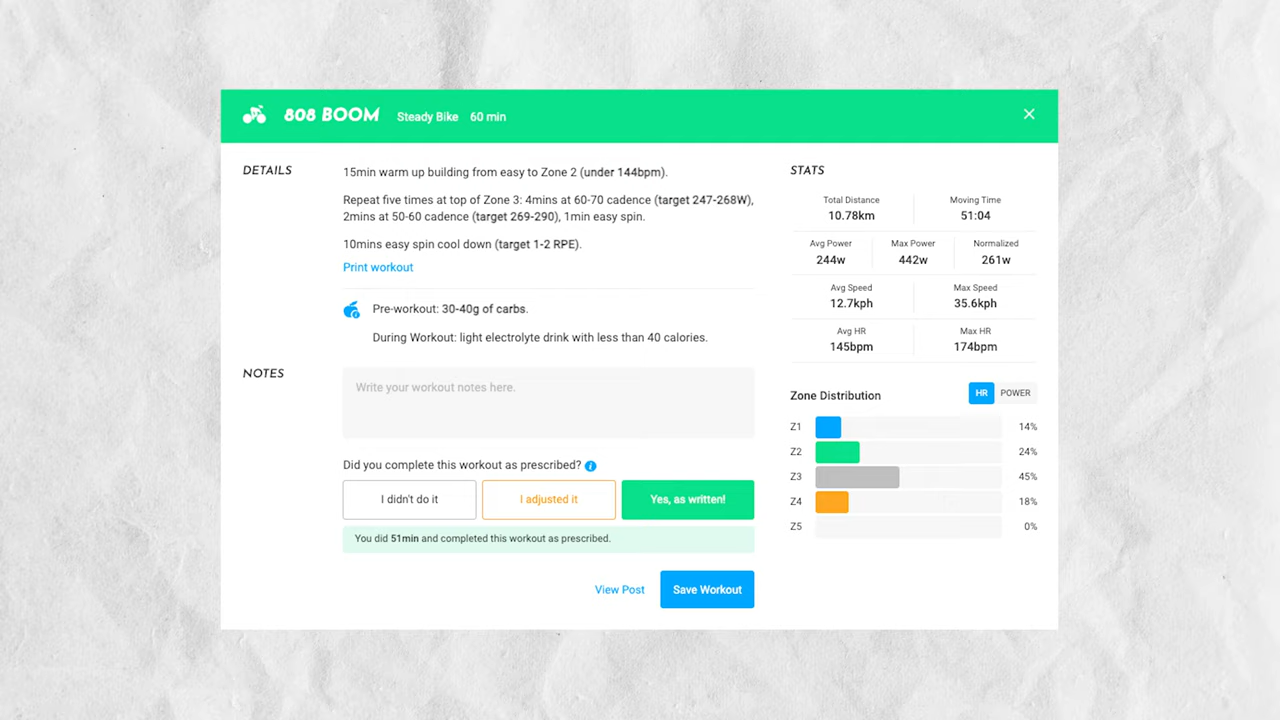 808 BOOM Steady Bike 60 min
DETAILS
15min warm up building from easy to Zone 2 (under 144bpm).
Repeat five times at top of Zone 3: 4mins at 60-70 cadence (target 247-268W),
2mins at 50-60 cadence (target 269-290), 1min easy spin.
10mins easy spin cool down (target 1-2 RPE).
Print workout
Pre-workout: 30-40g of carbs.
During Workout: light electrolyte drink with less than 40 calories.
NOTES
Write your workout notes here.
Did you complete this workout as prescribed?
I didn't do it
I adjusted it
Yes, as written!
You did 51min and completed this workout as prescribed.
View Post
Save Workout
STATS
Total Distance Moving Time
10.78km 51:04
Avg Power Max Power Normalized
244w 442w 261w
Avg Speed Max Speed
12.7kph 35.6kph
Avg HR Max HR
145bpm 174bpm
Zone Distribution HR POWER
Z1 14%
Z2 24%
Z3 45%
Z4 18%
Z5 0%